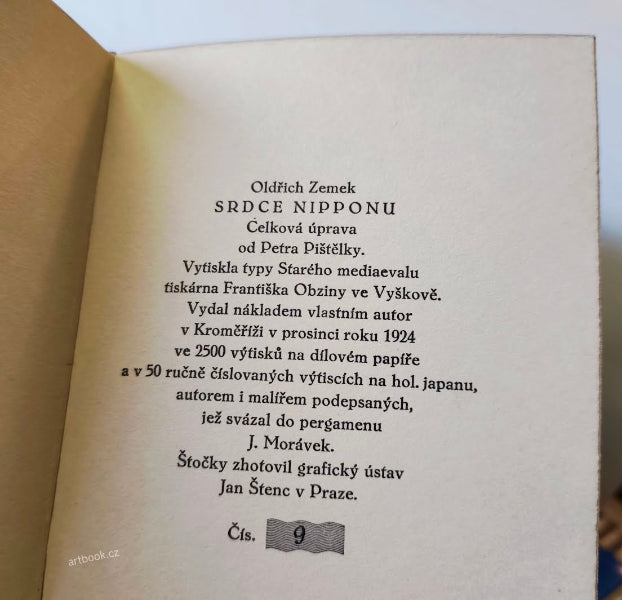 Oldřich Zemek
SRDCE NIPPONU
Celková úprava
od Petra Pištělky.
Vytiskla typy Starého mediaevalu
tiskárna Františka Obziny ve Vyškově.
Vydal nákladem vlastním autor
v Kroměříži v prosinci roku 1924
ve 2500 výtisků na dílovém papíře
a v 50 ručně číslovaných výtiscích na hol. japanu,
autorem i malířem podepsaných,
jež svázal do pergamenu
J. Morávek.
Štočky zhotovil grafický ústav
Jan Štenc v Praze.
Čís. 9
artbook.cz